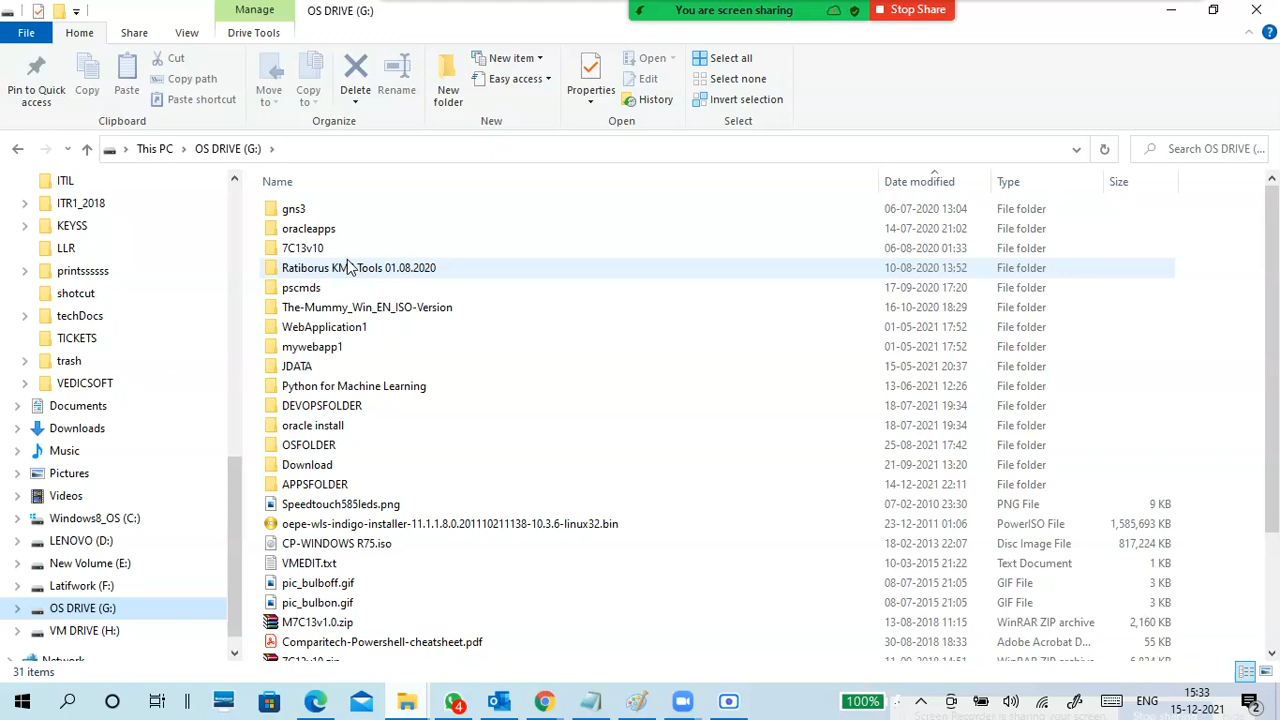 Manage
OS DRIVE (G:)
You are screen sharing
Stop Share
File
Home
Share
View
Drive Tools
Pin to Quick access
Copy
Paste
Cut
Copy path
Paste shortcut
Clipboard
Move to
Copy to
Delete
Rename
Organize
New folder
New item
Easy access
New
Properties
Open
Edit
History
Open
Select all
Select none
Invert selection
Select
This PC
OS DRIVE (G:)
Search OS DRIVE (...
ITIL
ITR1_2018
KEYSS
LLR
printssssss
shotcut
techDocs
TICKETS
trash
VEDICSOFT
Documents
Downloads
Music
Pictures
Videos
Windows8_OS (C:)
LENOVO (D:)
New Volume (E:)
Latifwork (F:)
OS DRIVE (G:)
VM DRIVE (H:)
Network
Name Date modified Type Size
gns3 06-07-2020 13:04 File folder
oracleapps 14-07-2020 21:02 File folder
7C13v10 06-08-2020 01:33 File folder
Ratiborus Tools 01.08.2020 10-08-2020 13:52 File folder
pscmds 17-09-2020 17:20 File folder
The-Mummy_Win_EN_ISO-Version 16-10-2020 18:29 File folder
WebApplication1 01-05-2021 17:52 File folder
mywebapp1 01-05-2021 17:52 File folder
JDATA 15-05-2021 20:37 File folder
Python for Machine Learning 13-06-2021 12:26 File folder
DEVOPSFOLDER 18-07-2021 19:34 File folder
oracle install 18-07-2021 19:34 File folder
OSFOLDER 25-08-2021 17:42 File folder
Download 21-09-2021 13:20 File folder
APPSFOLDER 14-12-2021 22:11 File folder
Speedtouch585leds.png 07-02-2010 23:30 PNG File 9 KB
oepe-wls-indigo-installer-11.1.1.8.0.201110211138-10.3.6-linux32.bin 23-12-2011 01:06 PowerISO File 1,585,693 KB
CP-WINDOWS R75.iso 18-02-2013 22:07 Disc Image File 817,224 KB
VMEDIT.txt 10-03-2015 21:22 Text Document 1 KB
pic_bulboff.gif 08-07-2015 21:05 GIF File 3 KB
pic_bulbon.gif 08-07-2015 21:05 GIF File 3 KB
M7C13v1.0.zip 13-08-2018 11:15 WinRAR ZIP archive 2,160 KB
Comparitech-Powershell-cheatsheet.pdf 30-08-2018 18:33 Adobe Acrobat D... 55 KB
31 items
4
100%
ENG
15:33
15-12-2021
2